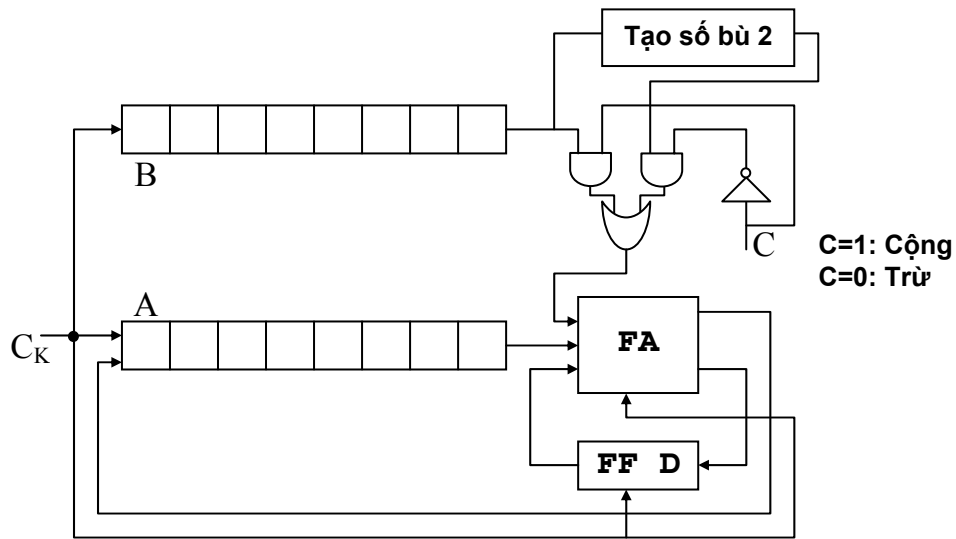 Tạo số bù 2
B
C
C=1: Cộng
C=0: Trừ
A
CK
FA
FF D